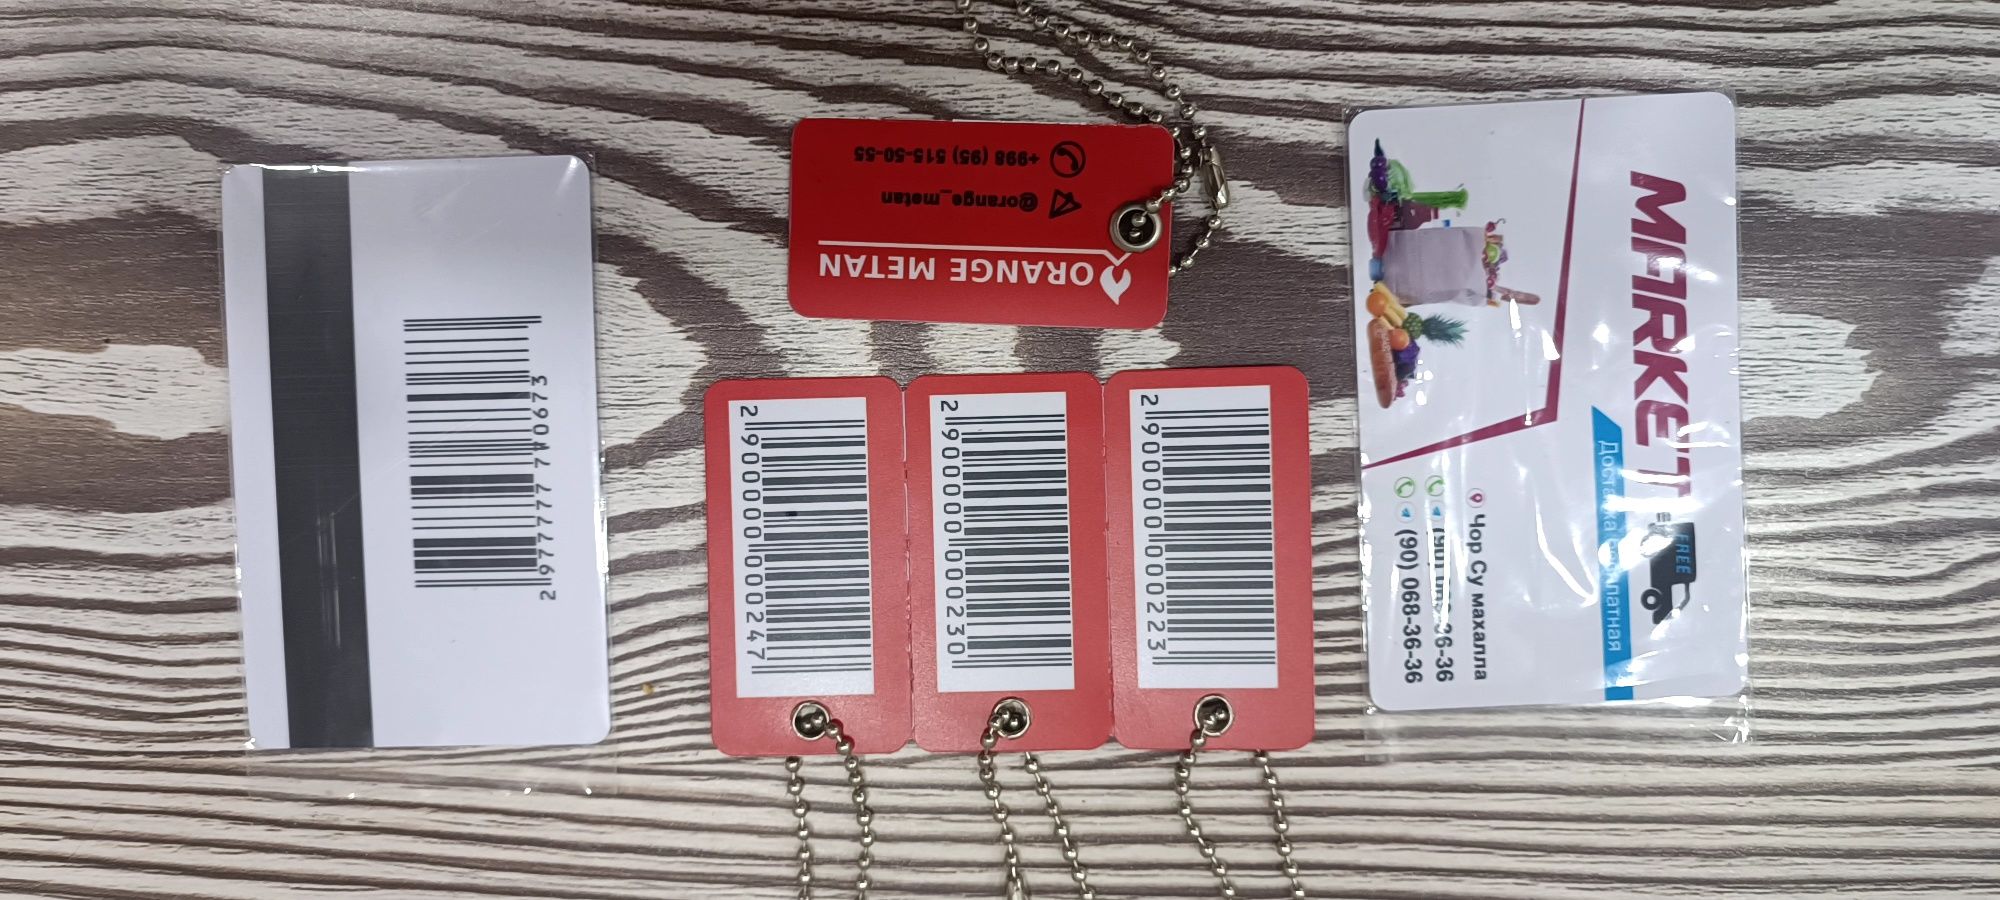 2 977777 770673
ORANGE METAN
@orange_metan
+998 (95) 515-50-55
2 900000 000247
2 900000 000230
2 900000 000223
MARKET
FREE
Доставка бесплатная
Чор Су махалла
36-36
(90) 068-36-36